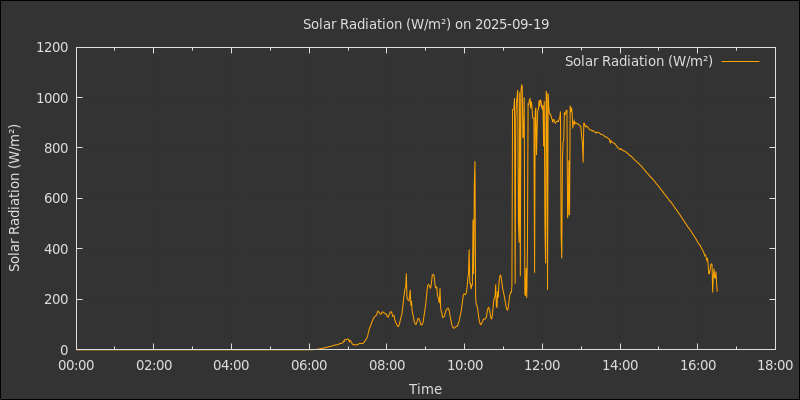 Solar Radiation (W/m²) on 2025-09-19
Solar Radiation (W/m²)
1200
1000
800
600
400
200
0
Solar Radiation (W/m²)
00:00 02:00 04:00 06:00 08:00 10:00 12:00 14:00 16:00 18:00
Time